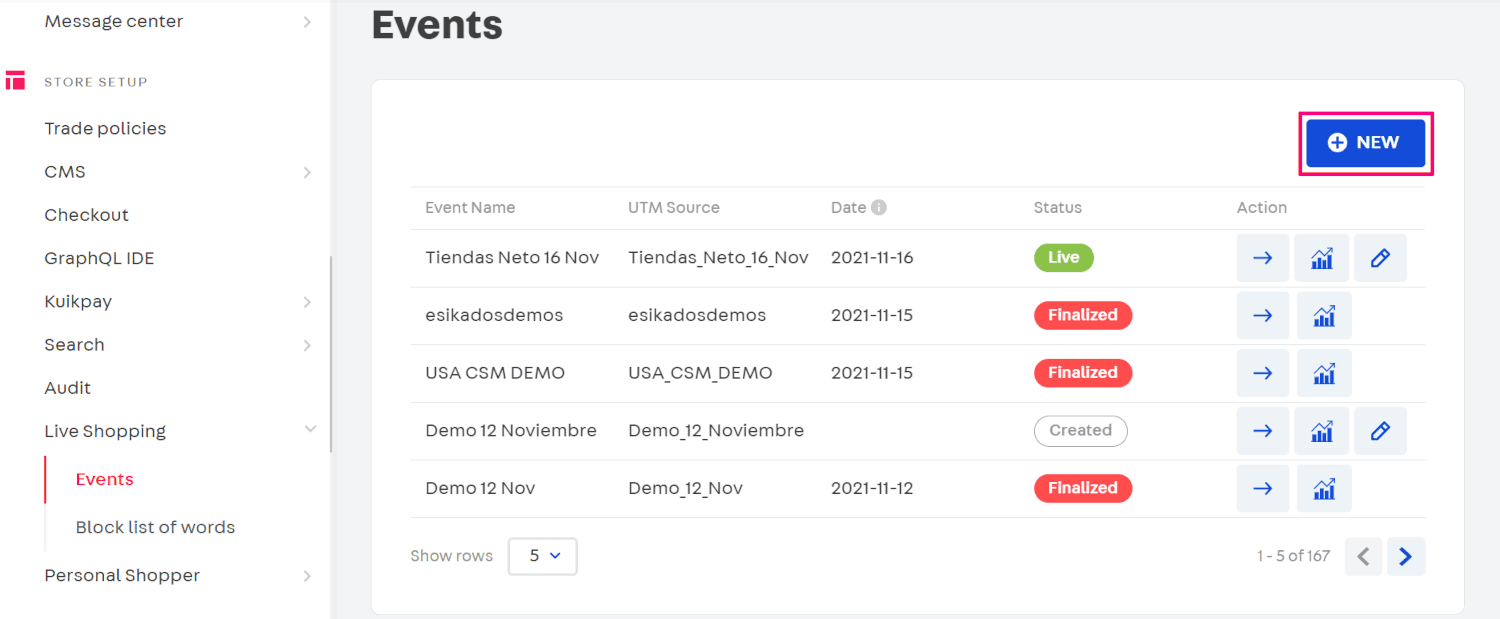 Message center
STORE SETUP
Trade policies
CMS
Checkout
GraphQL IDE
Kuikpay
Search
Audit
Live Shopping
Events
Block list of words
Personal Shopper
Events
NEW
Event Name UTM Source Date Status Action
Tiendas Neto 16 Nov Tiendas_Neto_16_Nov 2021-11-16 Live
esikadosdemos esikadosdemos 2021-11-15 Finalized
USA CSM DEMO USA_CSM_DEMO 2021-11-15 Finalized
Demo 12 Noviembre Demo_12_Noviembre Created
Demo 12 Nov Demo_12_Nov 2021-11-12 Finalized
Show rows 5 1 - 5 of 167